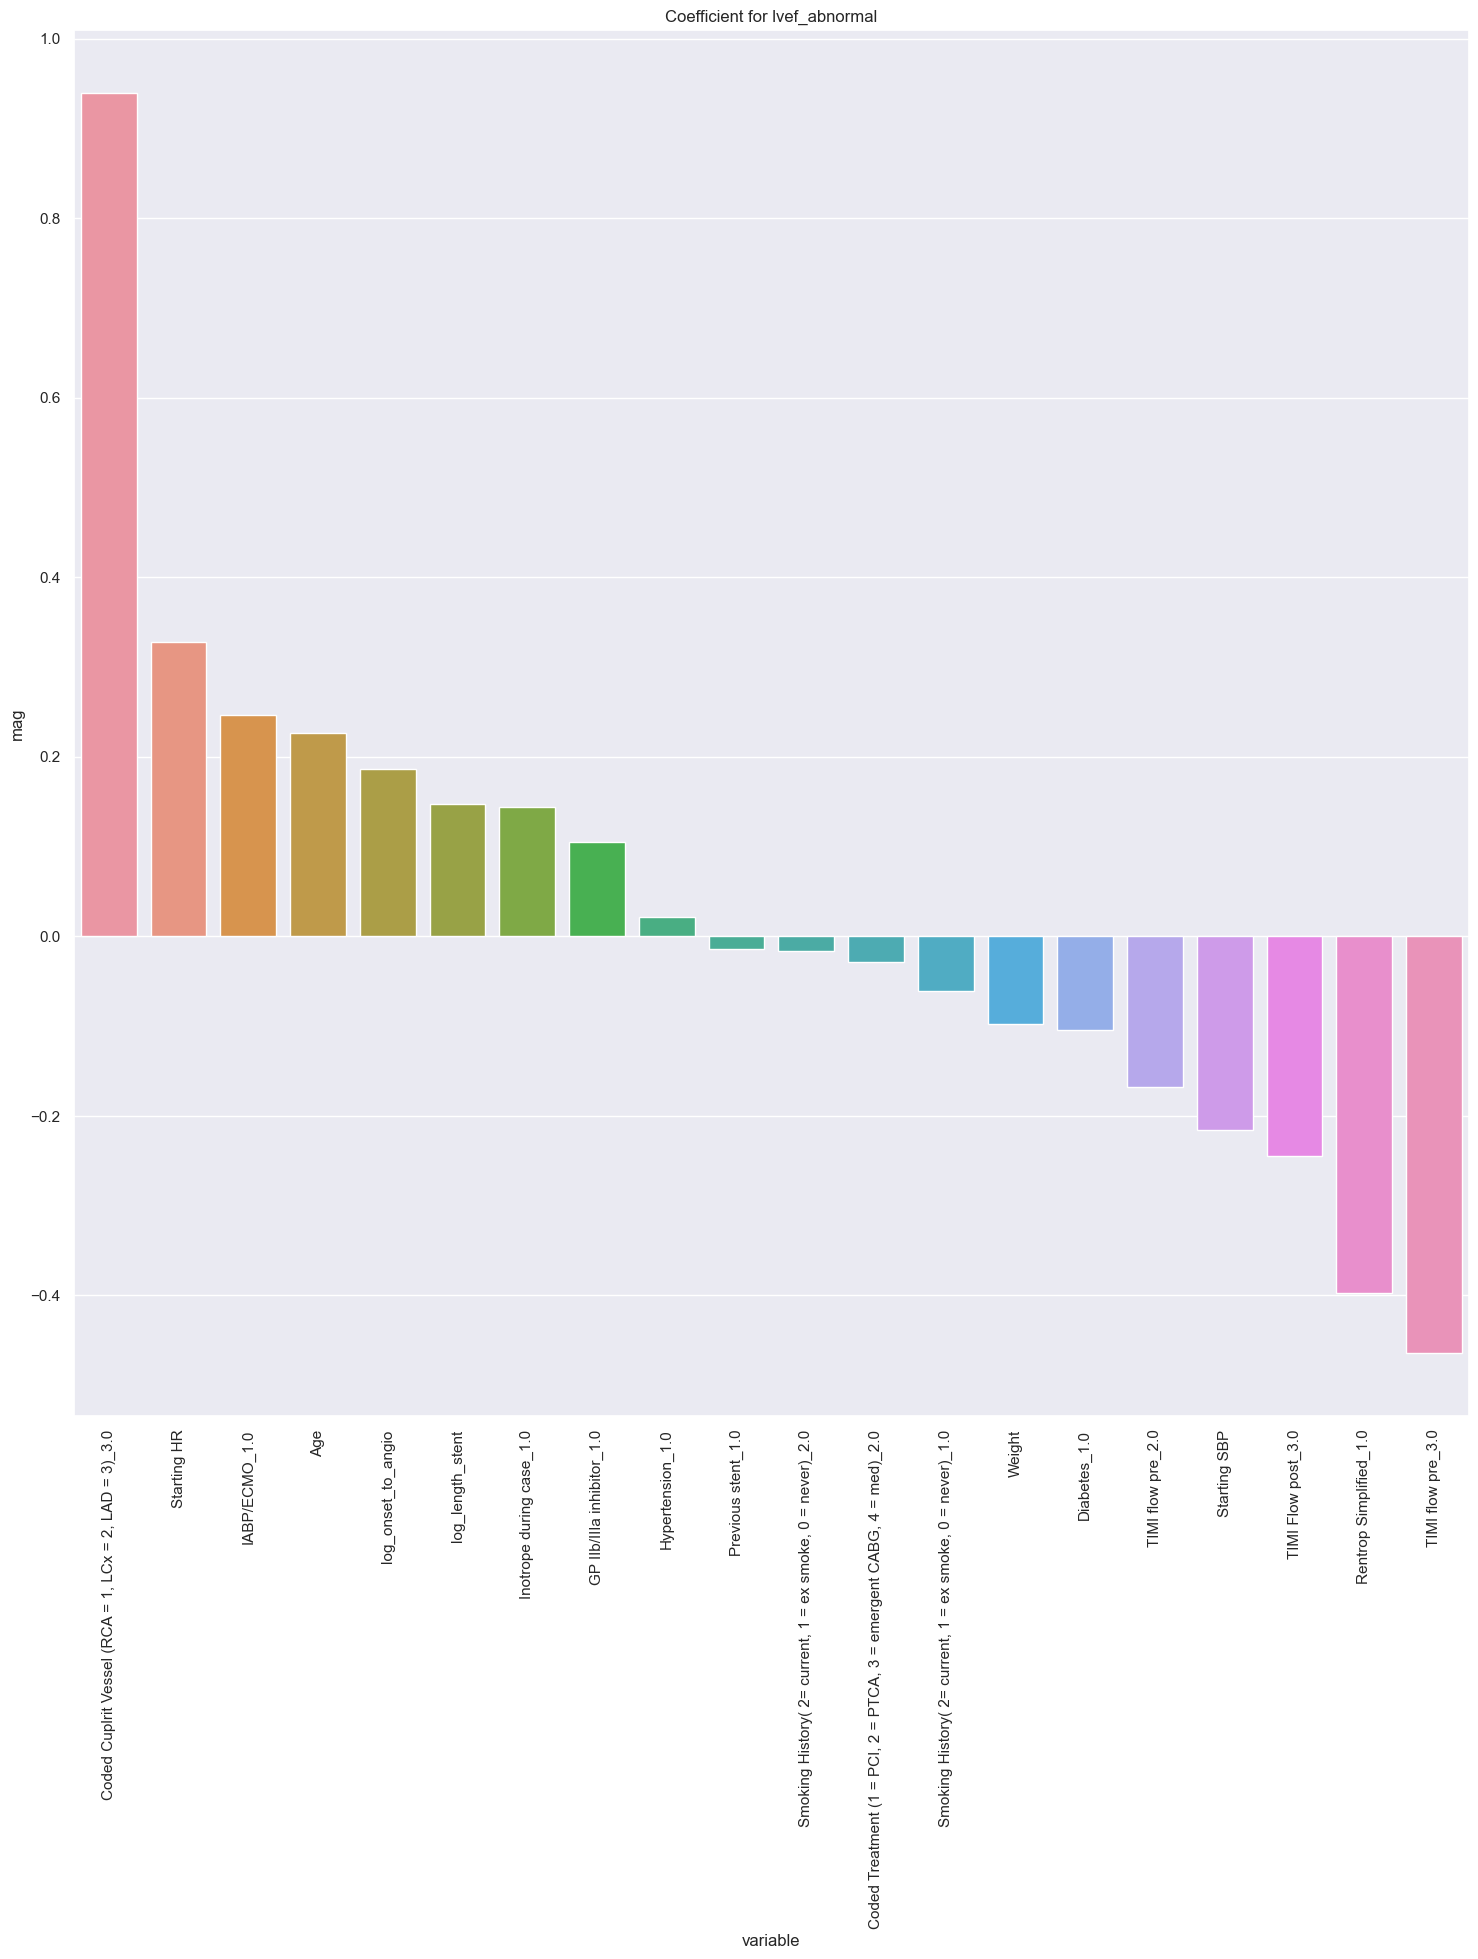 Coefficient for lvef_abnormal
1.0
0.8
0.6
0.4
0.2
0.0
−0.2
−0.4
mag
Coded Cuplrit Vessel (RCA = 1, LCx = 2, LAD = 3)_3.0
Starting HR
IABP/ECMO_1.0
Age
log_onset_to_angio
log_length_stent
Inotrope during case_1.0
GP IIb/IIIa inhibitor_1.0
Hypertension_1.0
Previous stent_1.0
Smoking History( 2= current, 1 = ex smoke, 0 = never)_2.0
Coded Treatment (1 = PCI, 2 = PTCA, 3 = emergent CABG, 4 = med)_2.0
Smoking History( 2= current, 1 = ex smoke, 0 = never)_1.0
Weight
Diabetes_1.0
TIMI flow pre_2.0
Starting SBP
TIMI Flow post_3.0
Rentrop Simplified_1.0
TIMI flow pre_3.0
variable